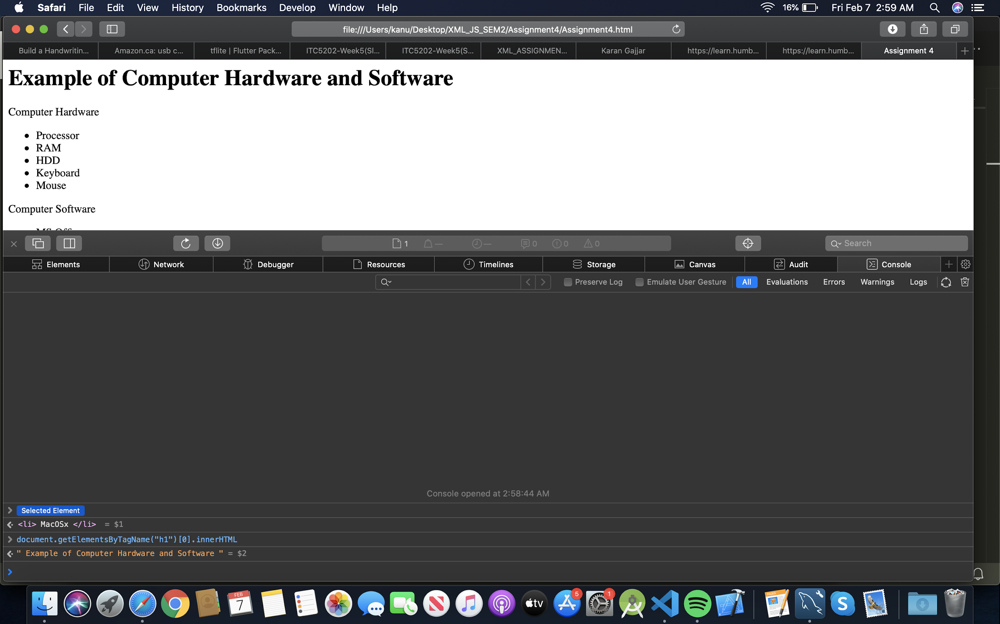 Safari File Edit View History Bookmarks Develop Window Help 16% Fri Feb 7 2:59 AM
file:///Users/kanu/Desktop/XML_JS_SEM2/Assignment4/Assignment4.html
Build a Handwritin... Amazon.ca: usb c... tflite | Flutter Pack... ITC5202-Week5(Sl... ITC5202-Week5(S... XML_ASSIGNMEN... Karan Gajjar https://learn.humb... https://learn.humb... Assignment 4
Example of Computer Hardware and Software
Computer Hardware
• Processor
• RAM
• HDD
• Keyboard
• Mouse
Computer Software
1 — — 0 0 0 Search
Elements Network Debugger Resources Timelines Storage Canvas Audit Console
Preserve Log Emulate User Gesture All Evaluations Errors Warnings Logs
Console opened at 2:58:44 AM
Selected Element
<li> MacOSx </li> = $1
document.getElementsByTagName("h1")[0].innerHTML
" Example of Computer Hardware and Software " = $2
FEB
7
tv
5
1
PAGES
S